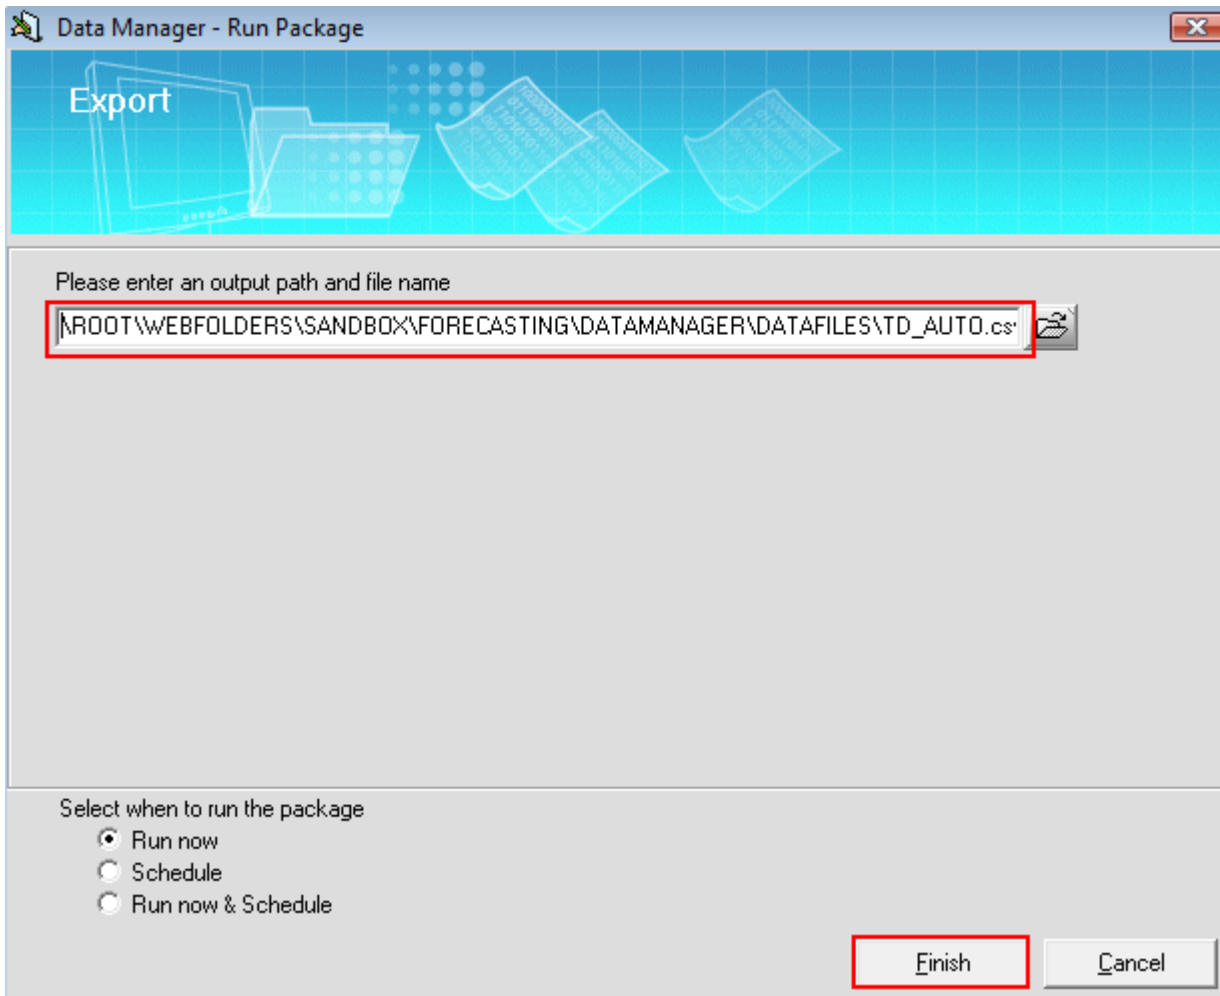 Data Manager - Run Package
Export
Please enter an output path and file name
\ROOT\WEBFOLDERS\SANDBOX\FORECASTING\DATAMANAGER\DATAFILES\TD_AUTO.cs
Select when to run the package
Run now
Schedule
Run now & Schedule
Finish
Cancel